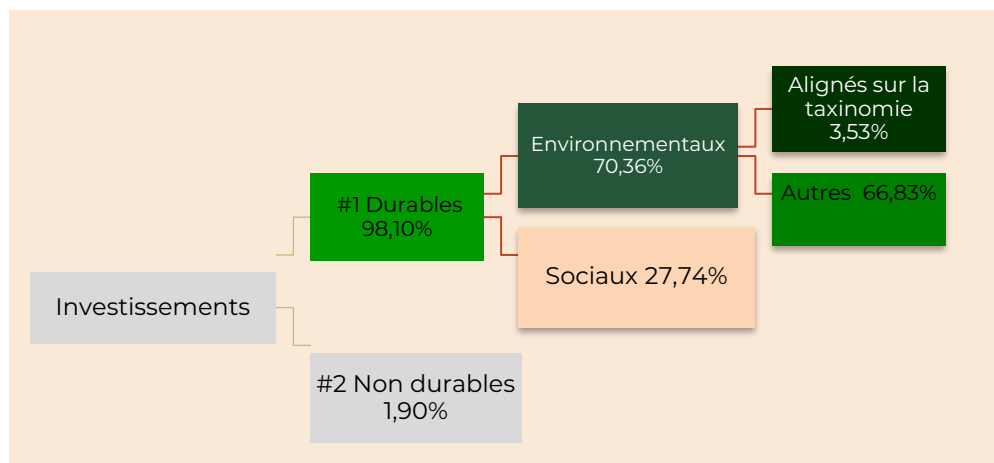 Investissements
#1 Durables
98,10%
#2 Non durables
1,90%
Environnementaux
70,36%
Sociaux 27,74%
Alignés sur la
taxinomie
3,53%
Autres 66,83%